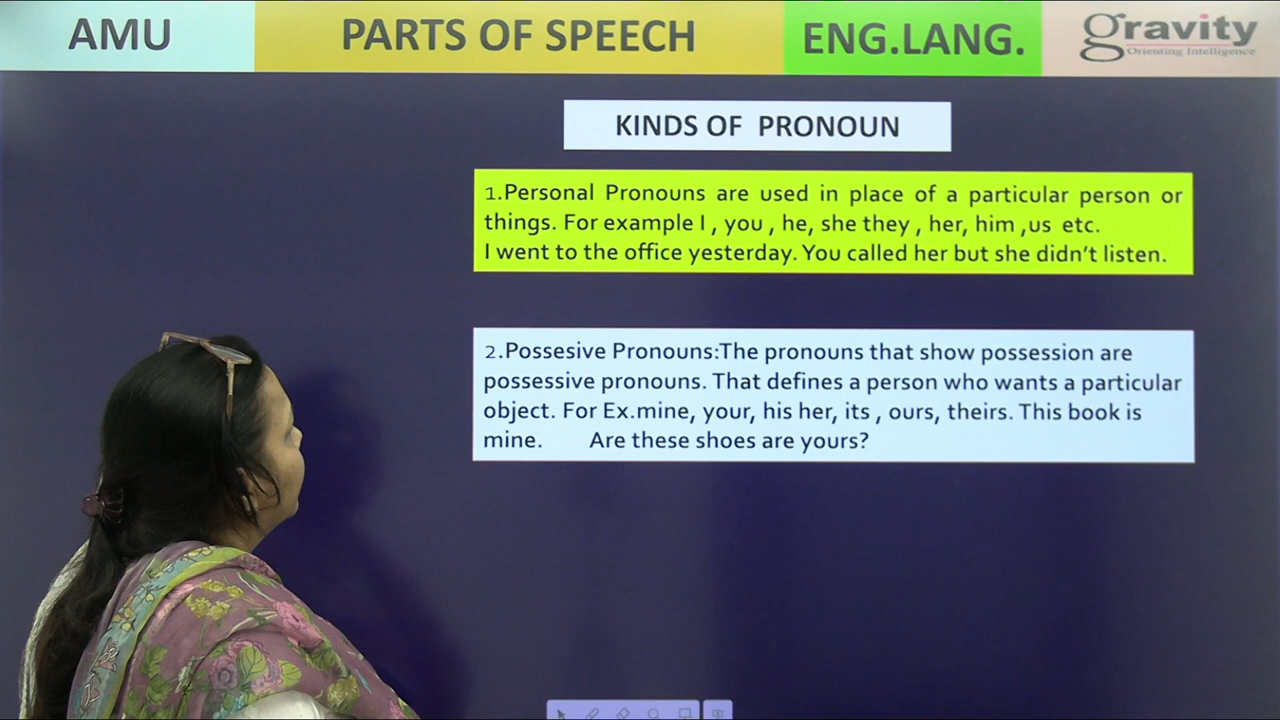 AMU
PARTS OF SPEECH
ENG.LANG.
gravity
Orienting Intelligence
KINDS OF PRONOUN
1.Personal Pronouns are used in place of a particular person or
things. For example I , you , he, she they , her, him ,us etc.
I went to the office yesterday. You called her but she didn't listen.
2.Possesive Pronouns:The pronouns that show possession are
possessive pronouns. That defines a person who wants a particular
object. For Ex.mine, your, his her, its , ours, theirs. This book is
mine. Are these shoes are yours?